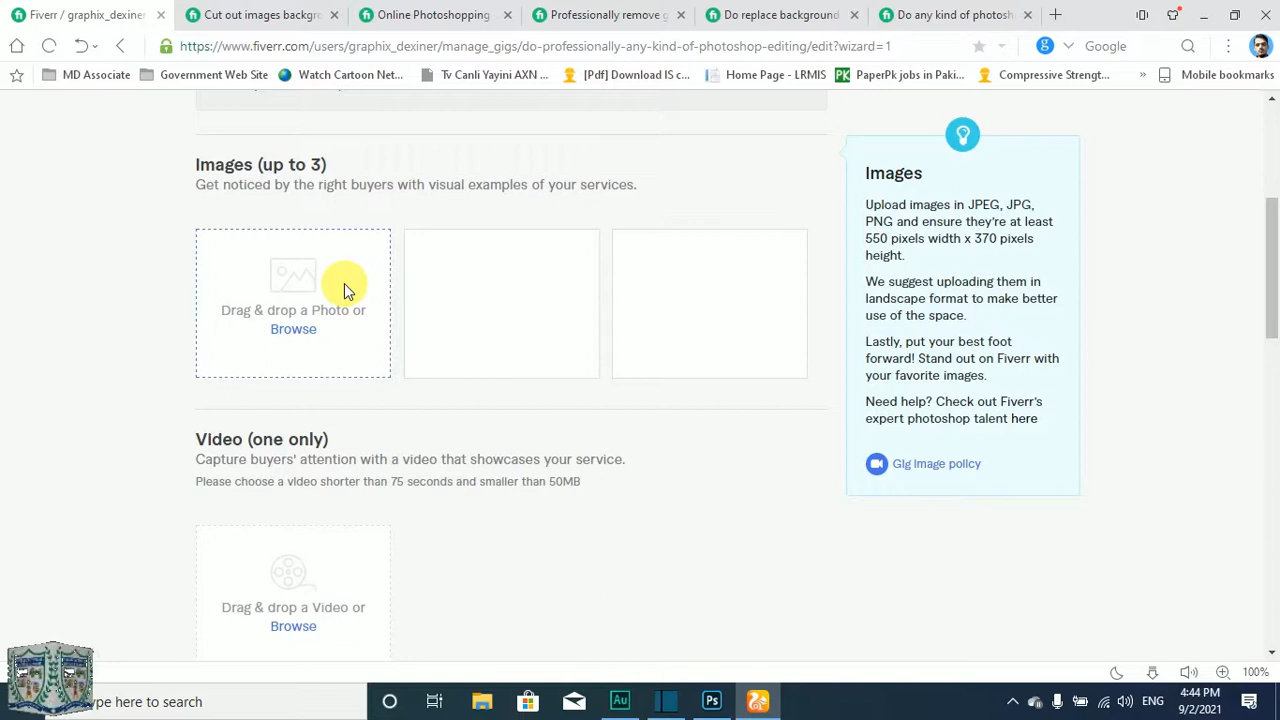 Fiverr / graphix_dexiner
Cut out images backgro
Online Photoshopping
Professionally remove g
Do replace background
Do any kind of photosh
https://www.fiverr.com/users/graphix_dexiner/manage_gigs/do-professionally-any-kind-of-photoshop-editing/edit?wizard=1
Google
MD Associate
Government Web Site
Watch Cartoon Net...
Tv Canli Yayini AXN ...
[Pdf] Download IS c...
Home Page - LRMIS
PaperPk jobs in Paki...
Compressive Strengt...
Mobile bookmarks
Images (up to 3)
Get noticed by the right buyers with visual examples of your services.
Drag & drop a Photo or
Browse
Images
Upload images in JPEG, JPG,
PNG and ensure they're at least
550 pixels width x 370 pixels
height.
We suggest uploading them in
landscape format to make better
use of the space.
Lastly, put your best foot
forward! Stand out on Fiverr with
your favorite images.
Need help? Check out Fiverr's
expert photoshop talent here
Gig image policy
Video (one only)
Capture buyers' attention with a video that showcases your service.
Please choose a video shorter than 75 seconds and smaller than 50MB
Drag & drop a Video or
Browse
100%
ype here to search
Au
Ps
ENG
4:44 PM
9/2/2021